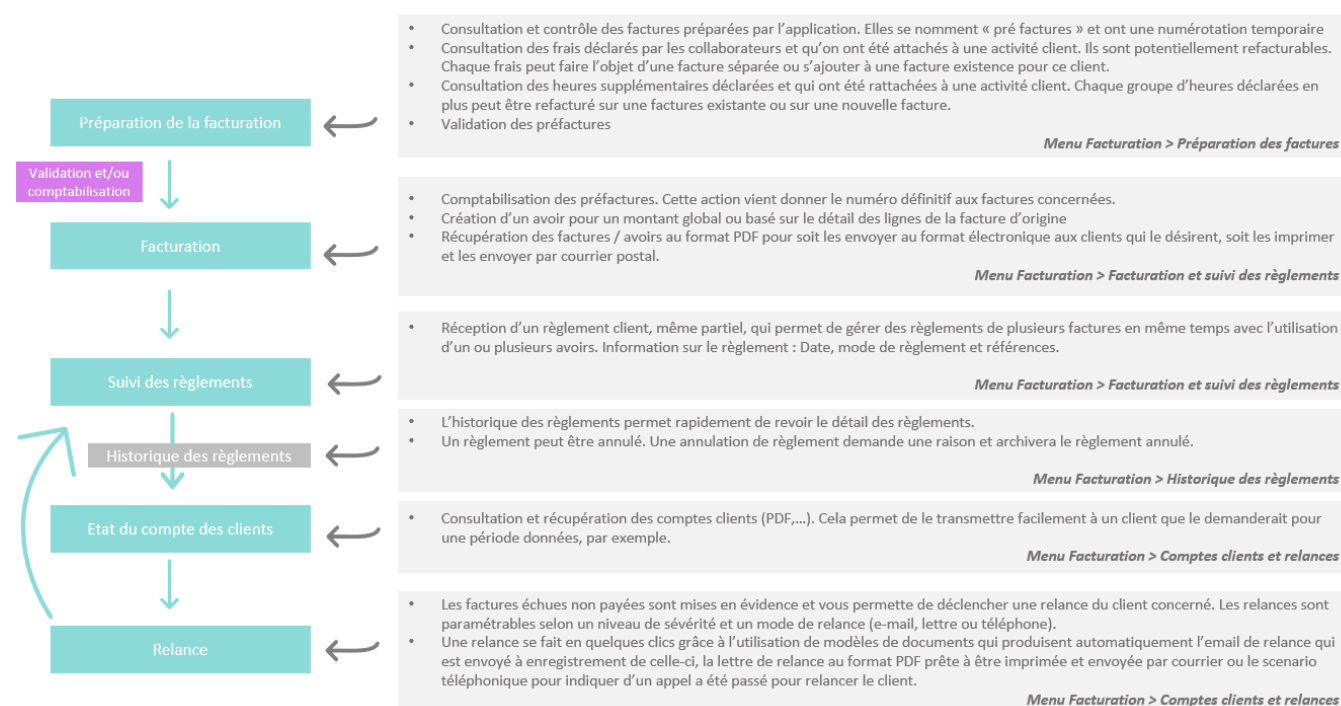 Préparation de la facturation
• Consultation et contrôle des factures préparées par l’application. Elles se nomment « pré factures » et ont une numérotation temporaire
• Consultation des frais déclarés par les collaborateurs et qu’on ont été attachés à une activité client. Ils sont potentiellement refacturables.
Chaque frais peut faire l’objet d’une facture séparée ou s’ajouter à une facture existence pour ce client.
• Consultation des heures supplémentaires déclarées et qui ont été rattachées à une activité client. Chaque groupe d’heures déclarées en
plus peut être refacturé sur une factures existante ou sur une nouvelle facture.
• Validation des préfactures
Menu Facturation > Préparation des factures
Validation et/ou
comptabilisation
Facturation
• Comptabilisation des préfactures. Cette action vient donner le numéro définitif aux factures concernées.
• Création d’un avoir pour un montant global ou basé sur le détail des lignes de la facture d’origine
• Récupération des factures / avoirs au format PDF pour soit les envoyer au format électronique aux clients qui le désirent, soit les imprimer
et les envoyer par courrier postal.
Menu Facturation > Facturation et suivi des règlements
Suivi des règlements
• Réception d’un règlement client, même partiel, qui permet de gérer des règlements de plusieurs factures en même temps avec l’utilisation
d’un ou plusieurs avoirs. Information sur le règlement : Date, mode de règlement et références.
Menu Facturation > Facturation et suivi des règlements
Historique des règlements
• L’historique des règlements permet rapidement de revoir le détail des règlements.
• Un règlement peut être annulé. Une annulation de règlement demande une raison et archivera le règlement annulé.
Menu Facturation > Historique des règlements
Etat du compte des clients
• Consultation et récupération des comptes clients (PDF,…). Cela permet de le transmettre facilement à un client que le demanderait pour
une période données, par exemple.
Menu Facturation > Comptes clients et relances
Relance
• Les factures échues non payées sont mises en évidence et vous permette de déclencher une relance du client concerné. Les relances sont
paramétrables selon un niveau de sévérité et un mode de relance (e-mail, lettre ou téléphone).
• Une relance se fait en quelques clics grâce à l’utilisation de modèles de documents qui produisent automatiquement l’email de relance qui
est envoyé à enregistrement de celle-ci, la lettre de relance au format PDF prête à être imprimée et envoyée par courrier ou le scenario
téléphonique pour indiquer d’un appel a été passé pour relancer le client.
Menu Facturation > Comptes clients et relances